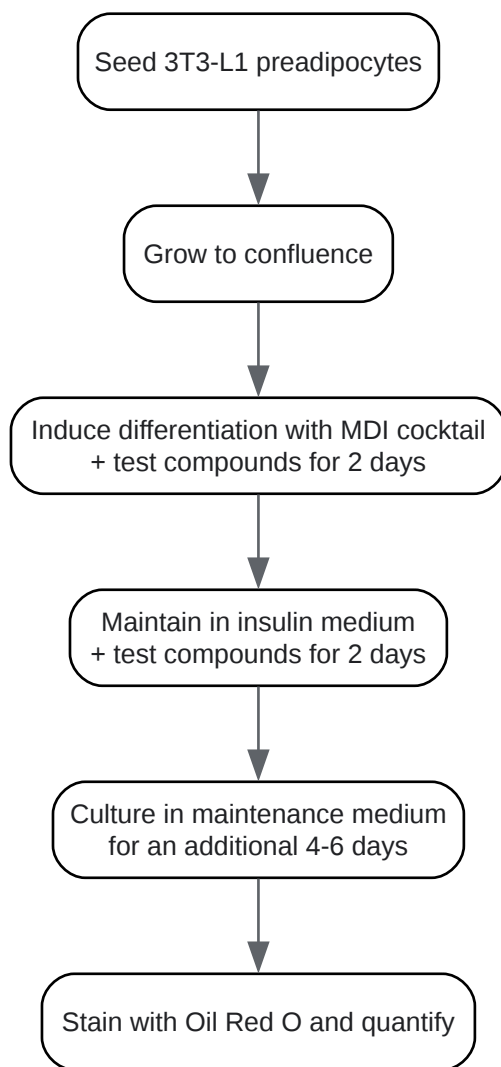 Seed 3T3-L1 preadipocytes
Grow to confluence
Induce differentiation with MDI cocktail
+ test compounds for 2 days
Maintain in insulin medium
+ test compounds for 2 days
Culture in maintenance medium
for an additional 4-6 days
Stain with Oil Red O and quantify